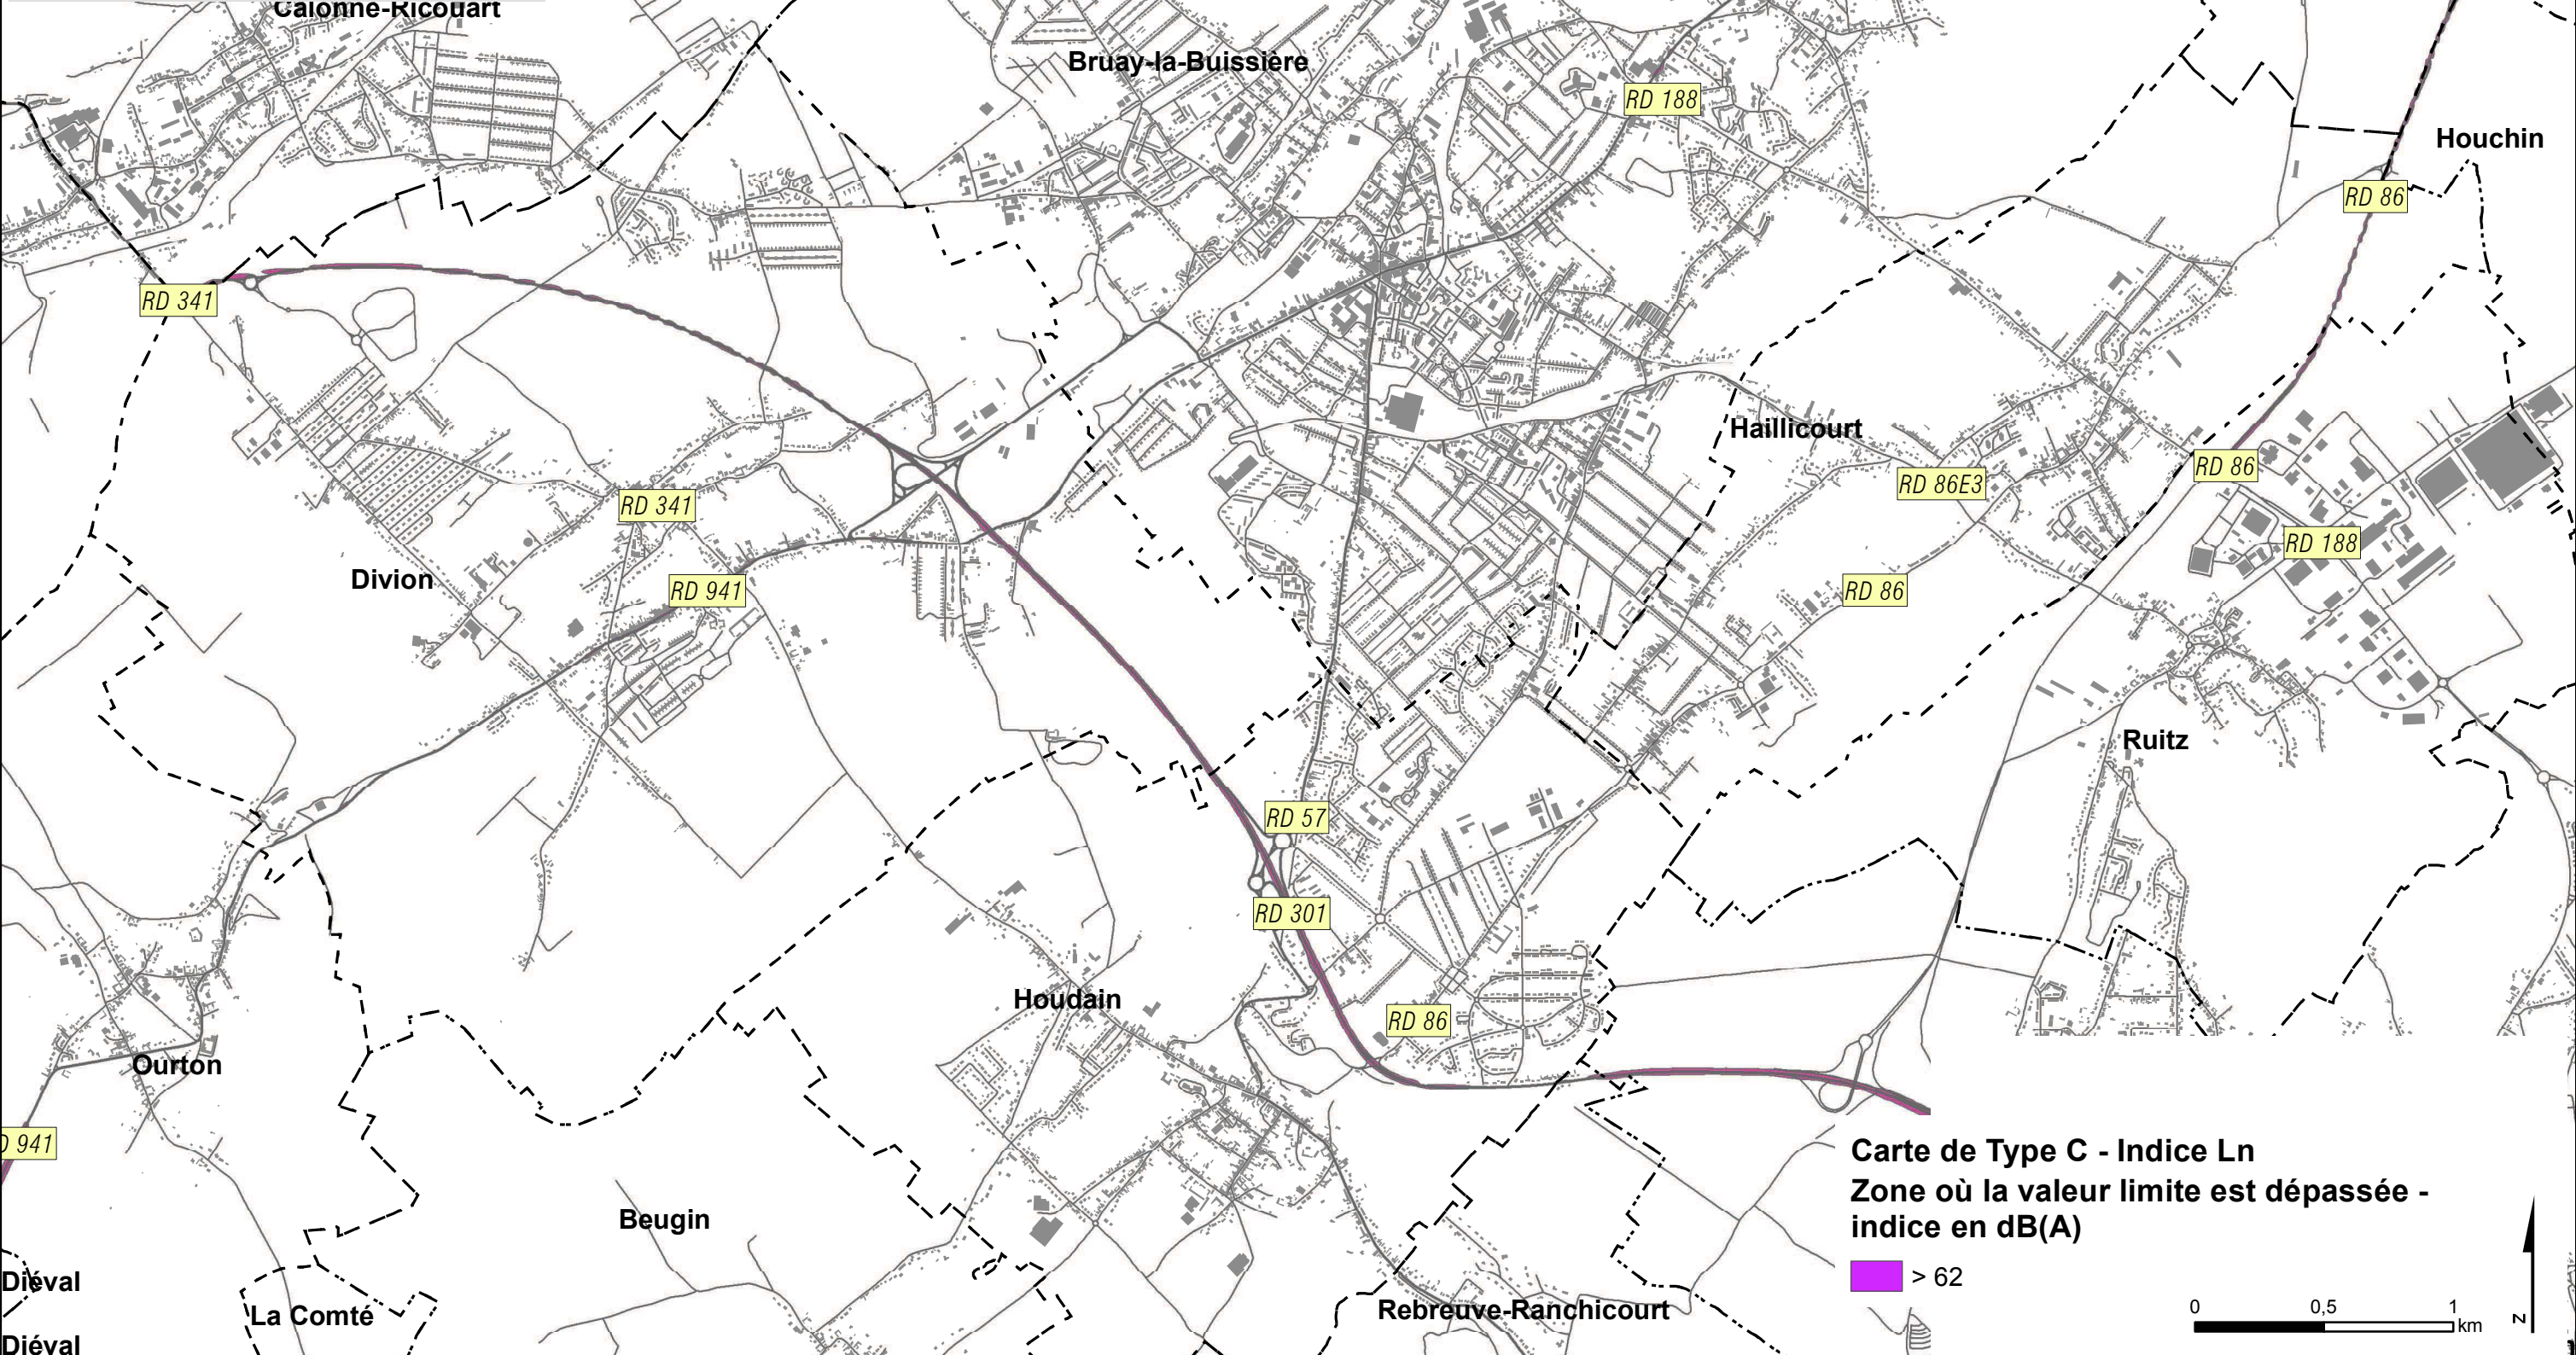 Calonne-Ricouart
Bruay-la-Buissière
RD 188
Houchin
RD 86
RD 341
Haillicourt
RD 86
RD 86E3
RD 341
RD 188
Divion
RD 941
RD 86
Ruitz
RD 57
RD 301
Houdain
RD 86
Ourton
D 941
Carte de Type C - Indice Ln
Zone où la valeur limite est dépassée -
indice en dB(A)
> 62
Beugin
Diéval
La Comté
Rebreuve-Ranchicourt
0 0,5 1
km
N
Diéval